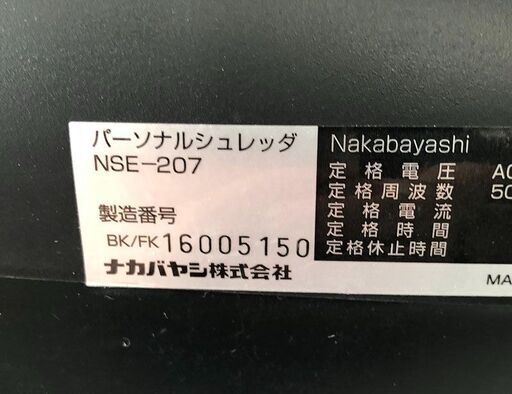 パーソナルシュレッダ
NSE-207
製造番号
BK/FK 16005150
ナカバヤシ株式会社
Nakabayashi
定格電圧 AC
定格周波数 50
定格電流
定格時間
定格休止時間
MA